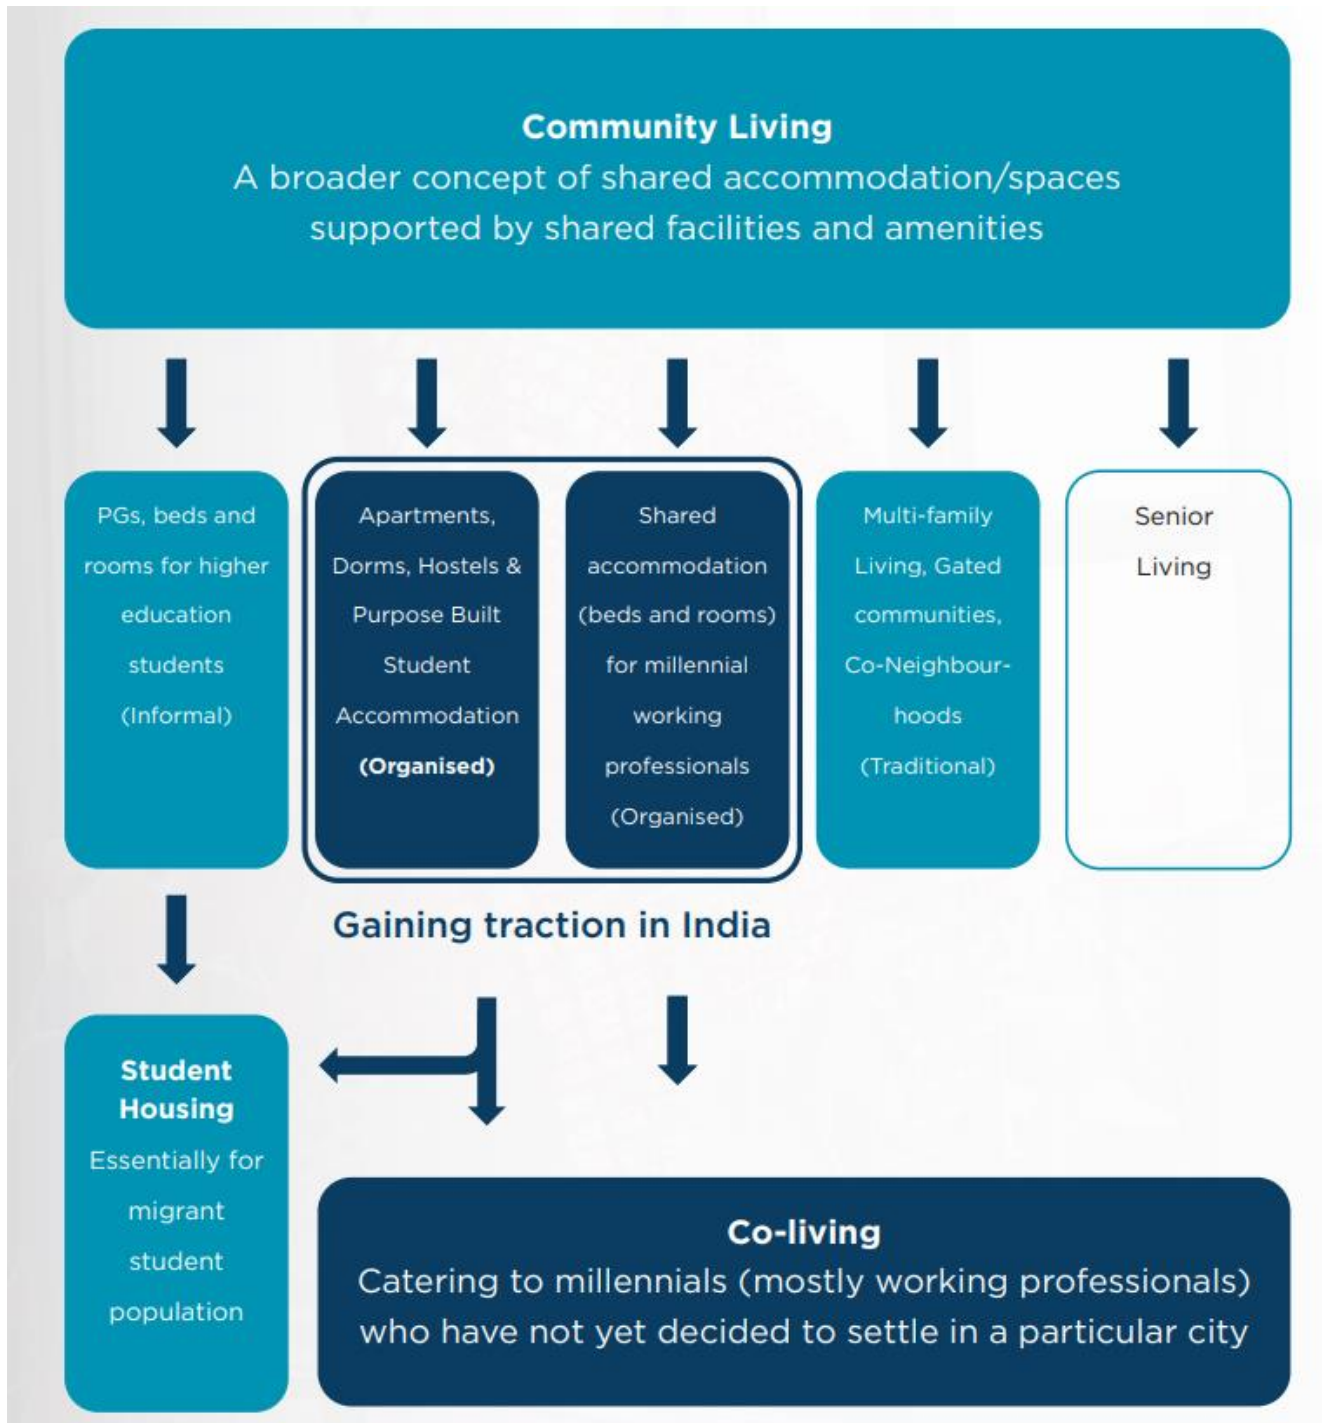 Community Living
A broader concept of shared accommodation/spaces
supported by shared facilities and amenities
PGs, beds and
rooms for higher
education
students
(Informal)
Apartments,
Dorms, Hostels &
Purpose Built
Student
Accommodation
(Organised)
Shared
accommodation
(beds and rooms)
for millennial
working
professionals
(Organised)
Multi-family
Living, Gated
communities,
Co-Neighbour-
hoods
(Traditional)
Senior
Living
Gaining traction in India
Student
Housing
Essentially for
migrant
student
population
Co-living
Catering to millennials (mostly working professionals)
who have not yet decided to settle in a particular city